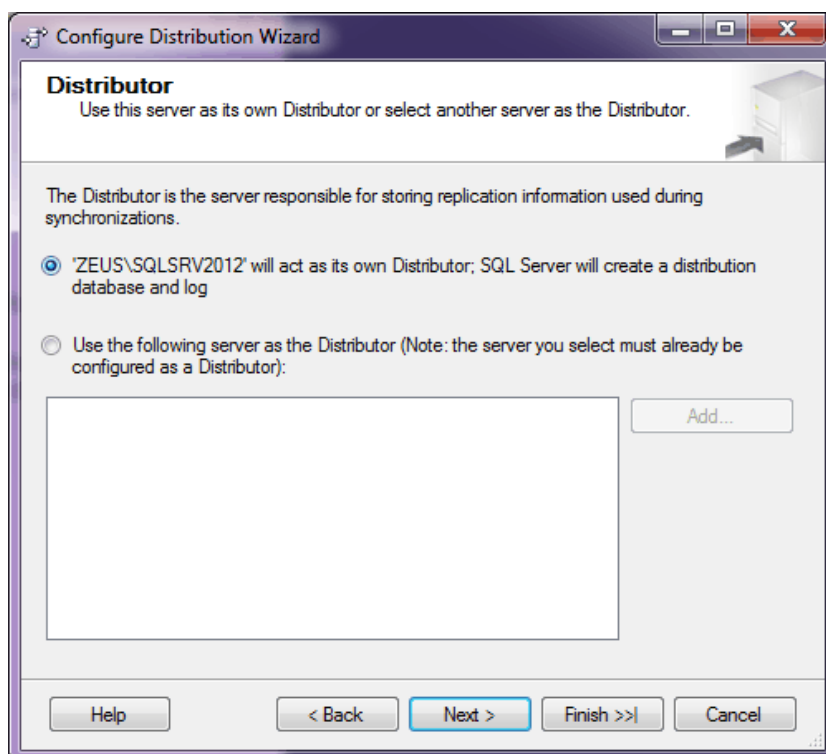 Configure Distribution Wizard
Distributor
Use this server as its own Distributor or select another server as the Distributor.
The Distributor is the server responsible for storing replication information used during
synchronizations.
'ZEUS\SQLSRV2012' will act as its own Distributor; SQL Server will create a distribution
database and log
Use the following server as the Distributor (Note: the server you select must already be
configured as a Distributor):
Add...
Help
< Back
Next >
Finish >>|
Cancel